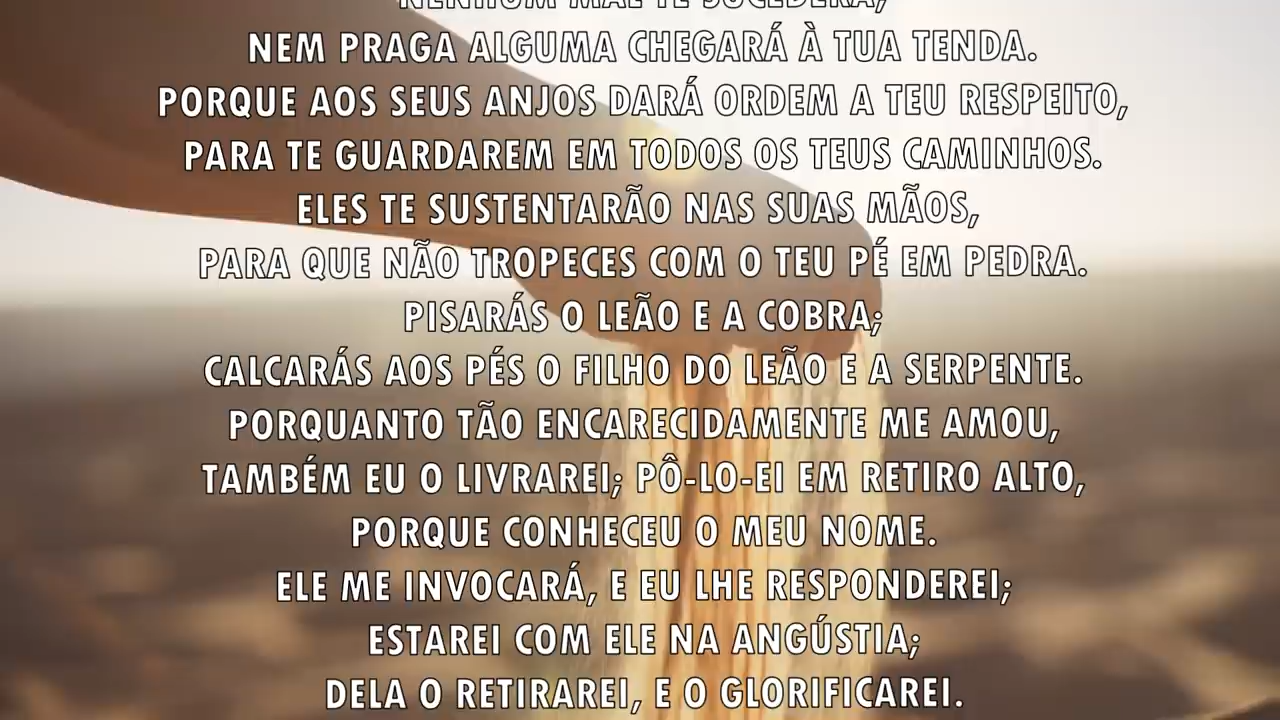 NENHUM MAL TE SUCEDERÁ,
NEM PRAGA ALGUMA CHEGARÁ À TUA TENDA.
PORQUE AOS SEUS ANJOS DARÁ ORDEM A TEU RESPEITO,
PARA TE GUARDAREM EM TODOS OS TEUS CAMINHOS.
ELES TE SUSTENTARÃO NAS SUAS MÃOS,
PARA QUE NÃO TROPECES COM O TEU PÉ EM PEDRA.
PISARÁS O LEÃO E A COBRA;
CALCARÁS AOS PÉS O FILHO DO LEÃO E A SERPENTE.
PORQUANTO TÃO ENCARECIDAMENTE ME AMOU,
TAMBÉM EU O LIVRAREI; PÔ-LO-EI EM RETIRO ALTO,
PORQUE CONHECEU O MEU NOME.
ELE ME INVOCARÁ, E EU LHE RESPONDEREI;
ESTAREI COM ELE NA ANGÚSTIA;
DELA O RETIRAREI, E O GLORIFICAREI.